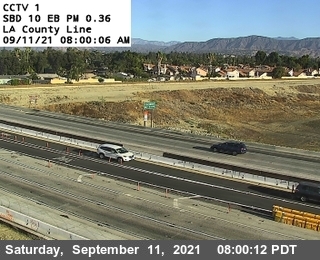 CCTV 1
SBD 10 EB PM 0.36
LA County Line
09/11/21 08:00:06 AM
Saturday, September 11, 2021 08:00:12 PDT